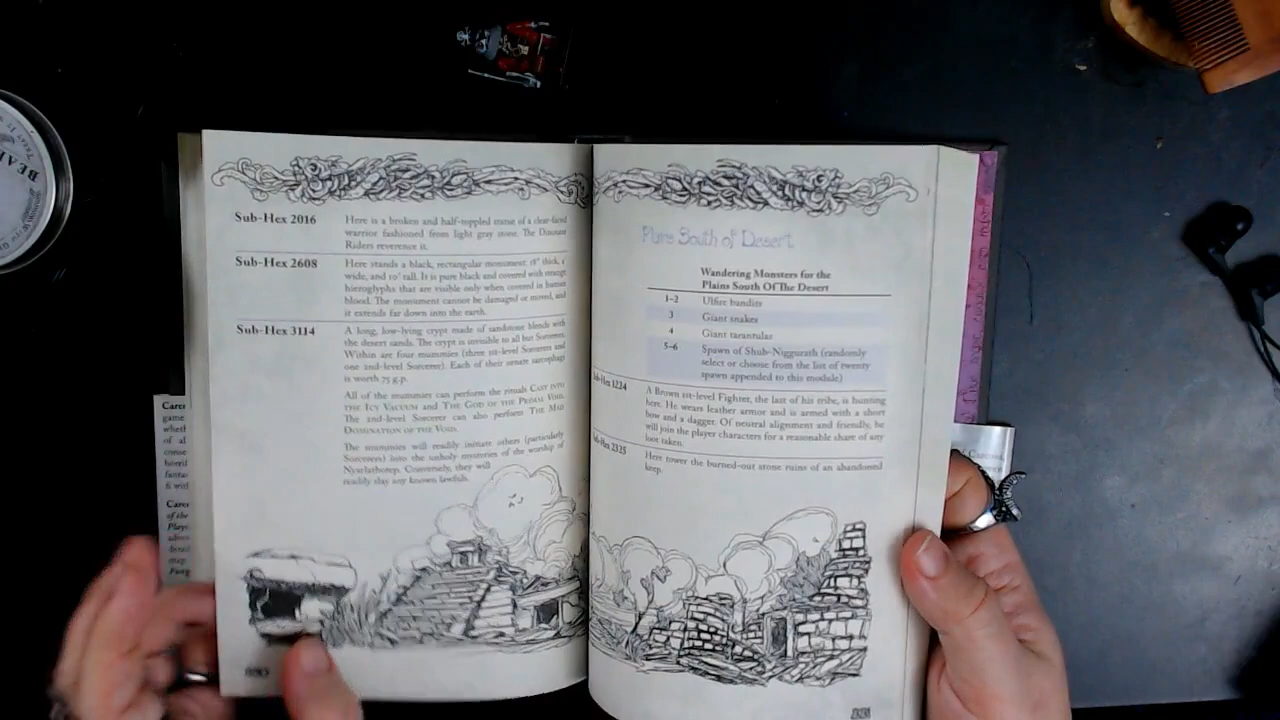 Sub-Hex 2016
Here is a broken and half-toppled statue of a clear-faced
warrior fashioned from light gray stone. The Dinosaur
Riders reverence it.
Sub-Hex 2608
Here stands a black, rectangular monument: 18" thick,
wide, and 10' tall. It is pure black and covered with strange
hieroglyphs that are visible only when covered in human
blood. The monument cannot be damaged or moved, and
it extends far down into the earth.
Sub-Hex 3114
A long, low-lying crypt made of sandstone blends with
the desert sands. The crypt is invisible to all but Sorcerers.
Within are four mummies (three 1st-level Sorcerers and
one 2nd-level Sorcerer). Each of their ornate sarcophagi
is worth 75 g.p.
All of the mummies can perform the rituals Cast into
the Icy Vacuum and The God of the Primal Void.
The 2nd-level Sorcerer can also perform The Mad
Domination of the Void.
The mummies will readily initiate others (particularly
Sorcerers) into the unholy mysteries of the worship of
Nyarlathotep. Conversely, they will
readily slay any known lawfuls.
South of Desert
Wandering Monsters for the
Plains South Of The Desert
1–2 Ulfire bandits
3 Giant snakes
4 Giant tarantulas
5–6 Spawn of Shub-Niggurath (randomly
select or choose from the list of twenty
spawn appended to this module)
Sub-Hex 1224
A Brown 1st-level Fighter, the last of his tribe, is hunting
here. He wears leather armor and is armed with a short
bow and a dagger. Of neutral alignment and friendly, he
will join the player characters for a reasonable share of any
loot taken.
Sub-Hex 2325
Here tower the burned-out stone ruins of an abandoned
keep.